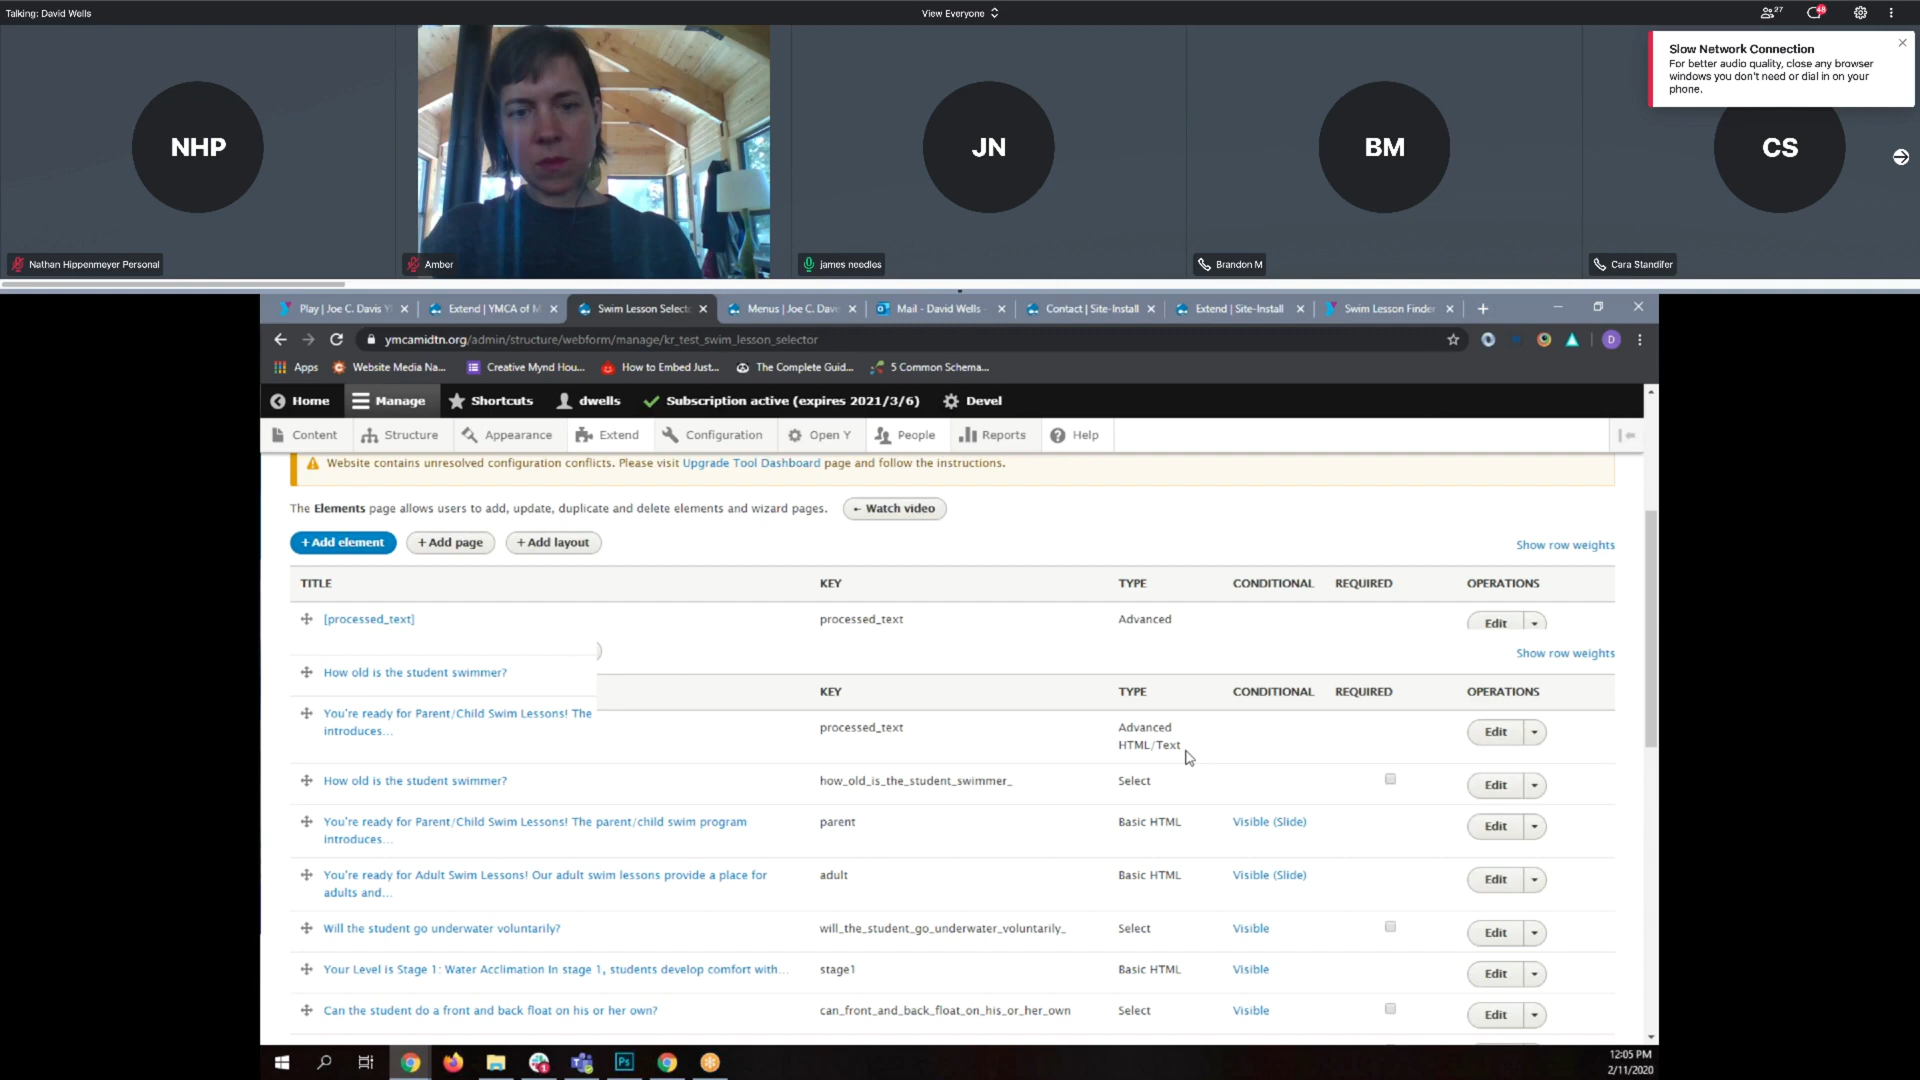 Talking: David Wells
View Everyone
27
48
Slow Network Connection
For better audio quality, close any browser
windows you don't need or dial in on your
phone.
NHP
JN
BM
CS
Nathan Hippenmeyer Personal
Amber
james needles
Brandon M
Cara Standifer
Play | Joe C. Davis Y
Extend | YMCA of M
Swim Lesson Select
Menus | Joe C. Dav
Mail - David Wells -
Contact | Site-Install
Extend | Site-Install
Swim Lesson Finder
ymcamidtn.org/admin/structure/webform/manage/kr_test_swim_lesson_selector
D
Apps
Website Media Na...
Creative Mynd Hou...
How to Embed Just...
The Complete Guid...
5 Common Schema...
Home
Manage
Shortcuts
dwells
Subscription active (expires 2021/3/6)
Devel
Content
Structure
Appearance
Extend
Configuration
Open Y
People
Reports
Help
Website contains unresolved configuration conflicts. Please visit Upgrade Tool Dashboard page and follow the instructions.
The Elements page allows users to add, update, duplicate and delete elements and wizard pages.
Watch video
+ Add element
+ Add page
+ Add layout
Show row weights
TITLE KEY TYPE CONDITIONAL REQUIRED OPERATIONS
[processed_text] processed_text Advanced Edit
Show row weights
How old is the student swimmer?
KEY TYPE CONDITIONAL REQUIRED OPERATIONS
You're ready for Parent/Child Swim Lessons! The
introduces...
processed_text Advanced Edit
HTML/Text
How old is the student swimmer? how_old_is_the_student_swimmer_ Select Edit
You're ready for Parent/Child Swim Lessons! The parent/child swim program parent Basic HTML Visible (Slide) Edit
introduces...
You're ready for Adult Swim Lessons! Our adult swim lessons provide a place for adult Basic HTML Visible (Slide) Edit
adults and...
Will the student go underwater voluntarily? will_the_student_go_underwater_voluntarily_ Select Visible Edit
Your Level is Stage 1: Water Acclimation In stage 1, students develop comfort with... stage1 Basic HTML Visible Edit
Can the student do a front and back float on his or her own? can_front_and_back_float_on_his_or_her_own Select Visible Edit
Ps
12:05 PM
2/11/2020